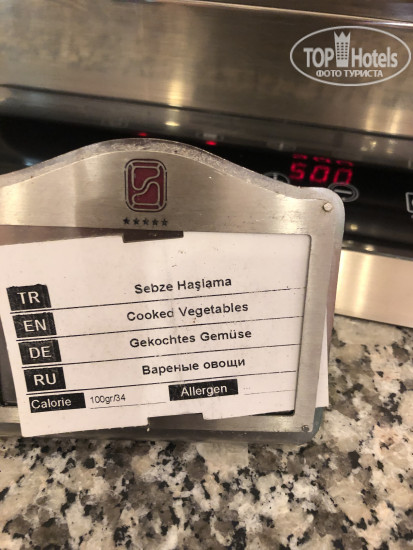 TOP Hotels
ФОТО ТУРИСТА
500
TR Sebze Haşlama
EN Cooked Vegetables
DE Gekochtes Gemüse
RU Вареные овощи
Calorie 100gr/34 Allergen